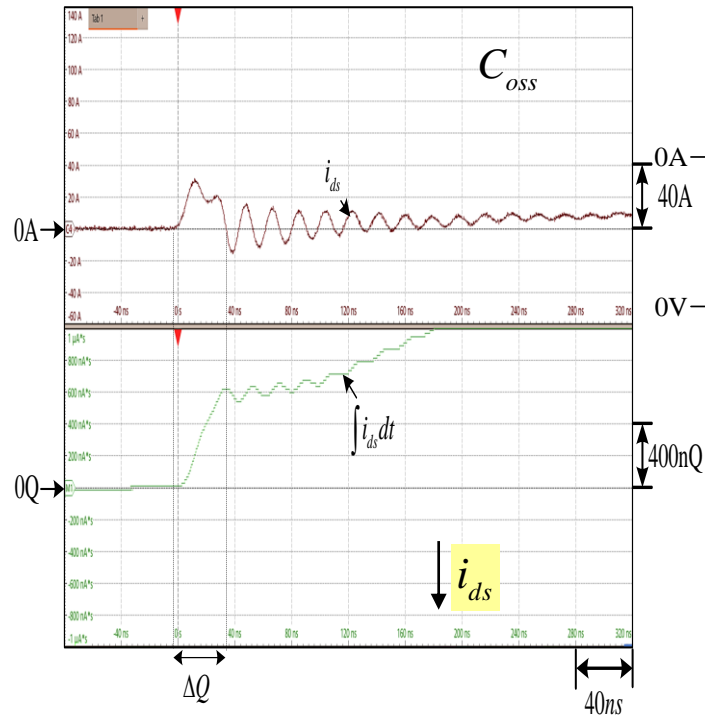 140 A
Tab 1 +
120 A
100 A
80 A
60 A
40 A
20 A
-20 A
-40 A
-60 A
C_oss
i_ds
0A
C4
0A
40A
0V
-40 ns 0 s 40 ns 80 ns 120 ns 160 ns 200 ns 240 ns 280 ns 320 ns
1 µA*s
800 nA*s
600 nA*s
400 nA*s
200 nA*s
-200 nA*s
-400 nA*s
-600 nA*s
-800 nA*s
-1 µA*s
∫ i_ds dt
400nQ
0Q
i_ds
-40 ns 0 s 40 ns 80 ns 120 ns 160 ns 200 ns 240 ns 280 ns 320 ns
ΔQ
40ns